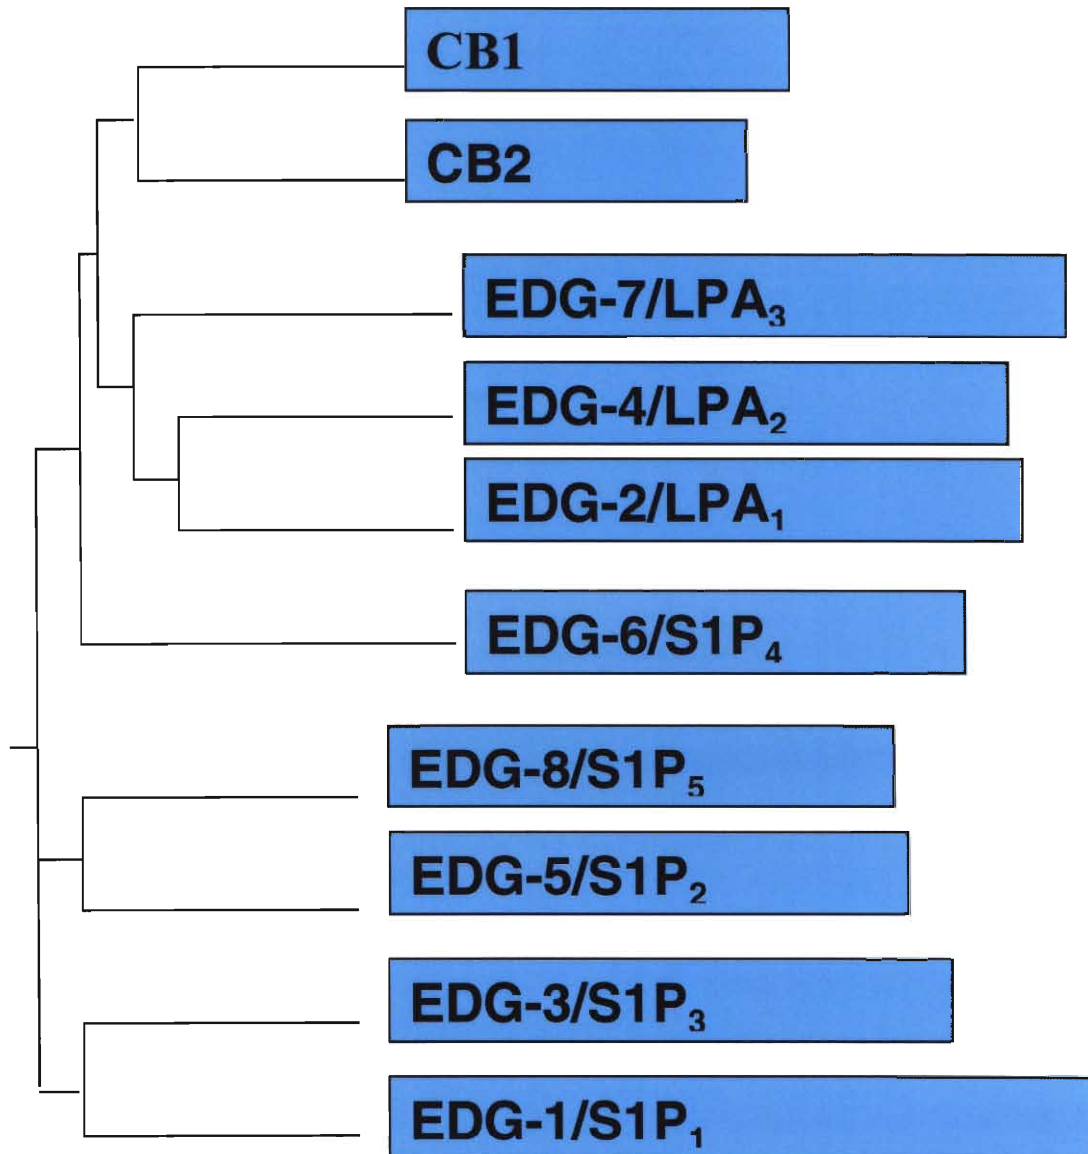 CB1
CB2
EDG-7/LPA₃
EDG-4/LPA₂
EDG-2/LPA₁
EDG-6/S1P₄
EDG-8/S1P₅
EDG-5/S1P₂
EDG-3/S1P₃
EDG-1/S1P₁